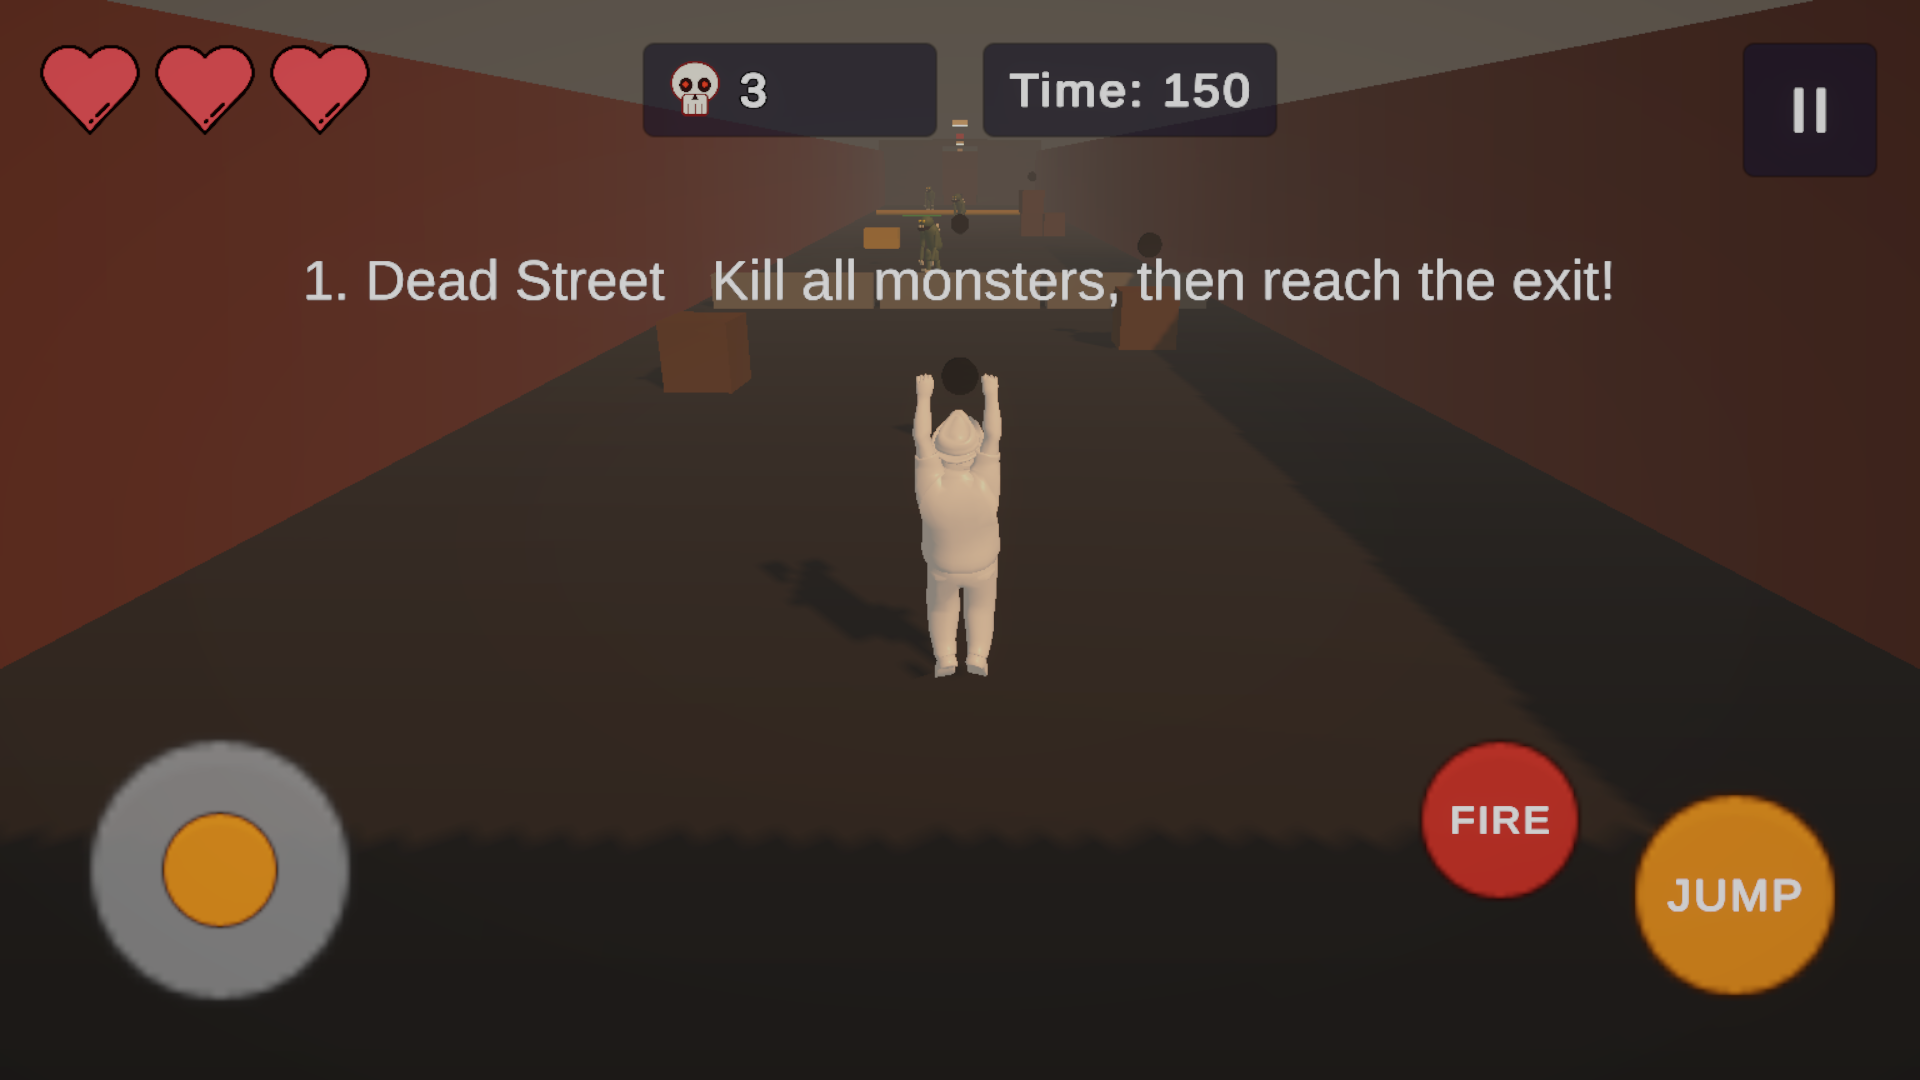 3
Time: 150
1. Dead Street Kill all monsters, then reach the exit!
FIRE
JUMP